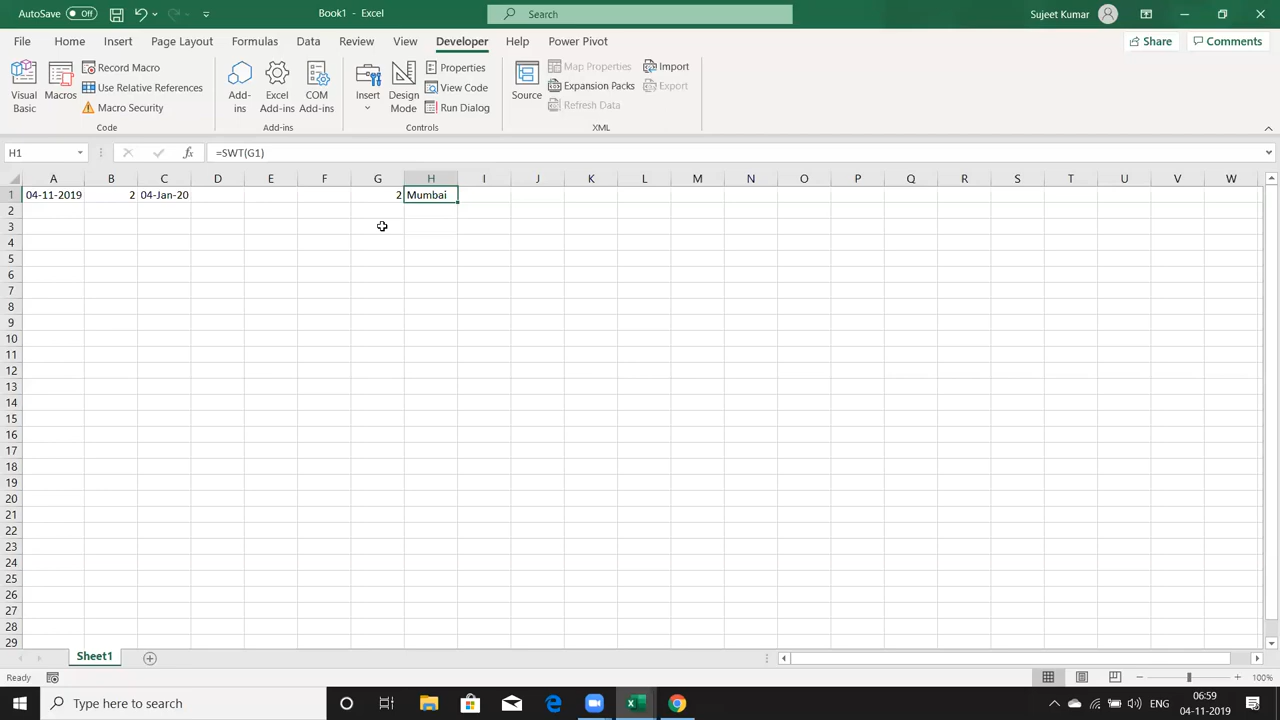 AutoSave Off Book1 - Excel Search Sujeet Kumar
File Home Insert Page Layout Formulas Data Review View Developer Help Power Pivot Share Comments
Visual Basic
Macros
Record Macro
Use Relative References
Macro Security
Code
Add-ins
Excel Add-ins
COM Add-ins
Add-ins
Insert
Design Mode
Properties
View Code
Run Dialog
Controls
Source
Map Properties
Expansion Packs
Refresh Data
Import
Export
XML
H1 fx =SWT(G1)
A B C D E F G H I J K L M N O P Q R S T U V W
1 04-11-2019 2 04-Jan-20 2 Mumbai
2
3
4
5
6
7
8
9
10
11
12
13
14
15
16
17
18
19
20
21
22
23
24
25
26
27
28
29
Sheet1
Ready 100%
Type here to search ENG 06:59
04-11-2019